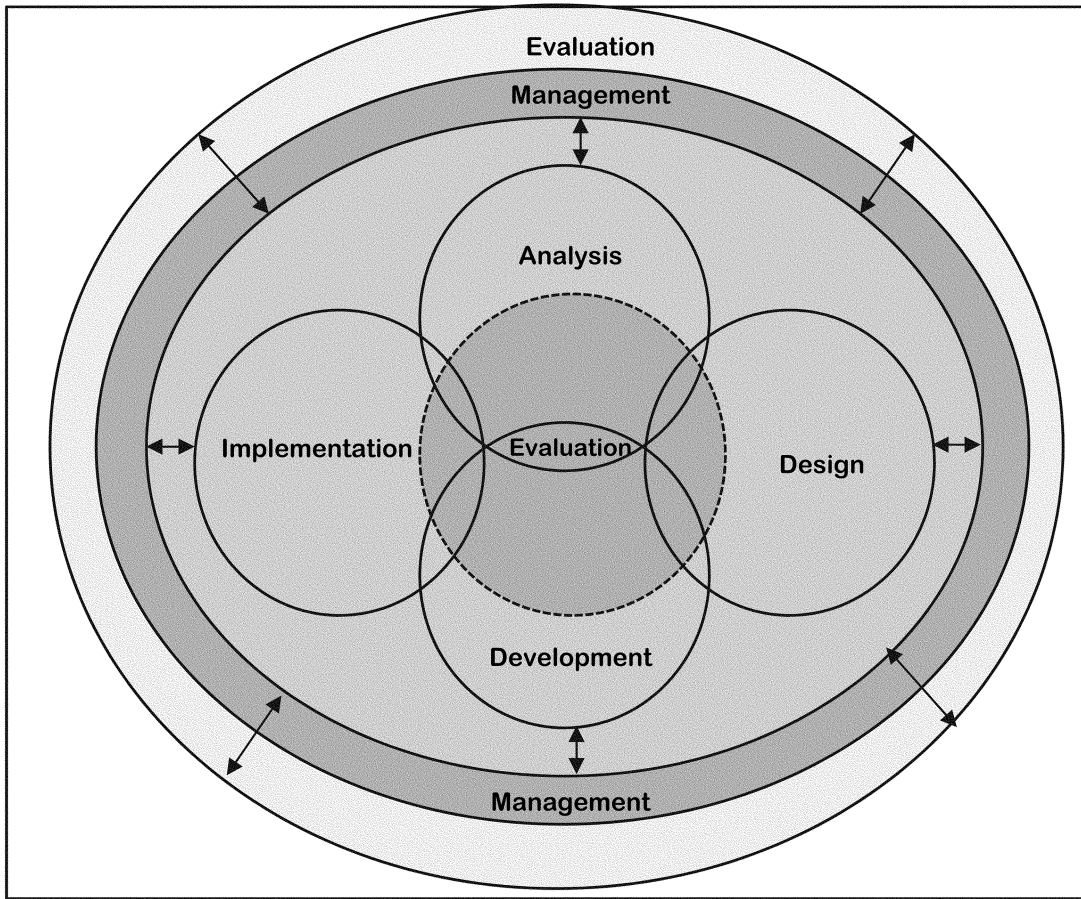 Evaluation
Management
Analysis
Implementation
Evaluation
Design
Development
Management